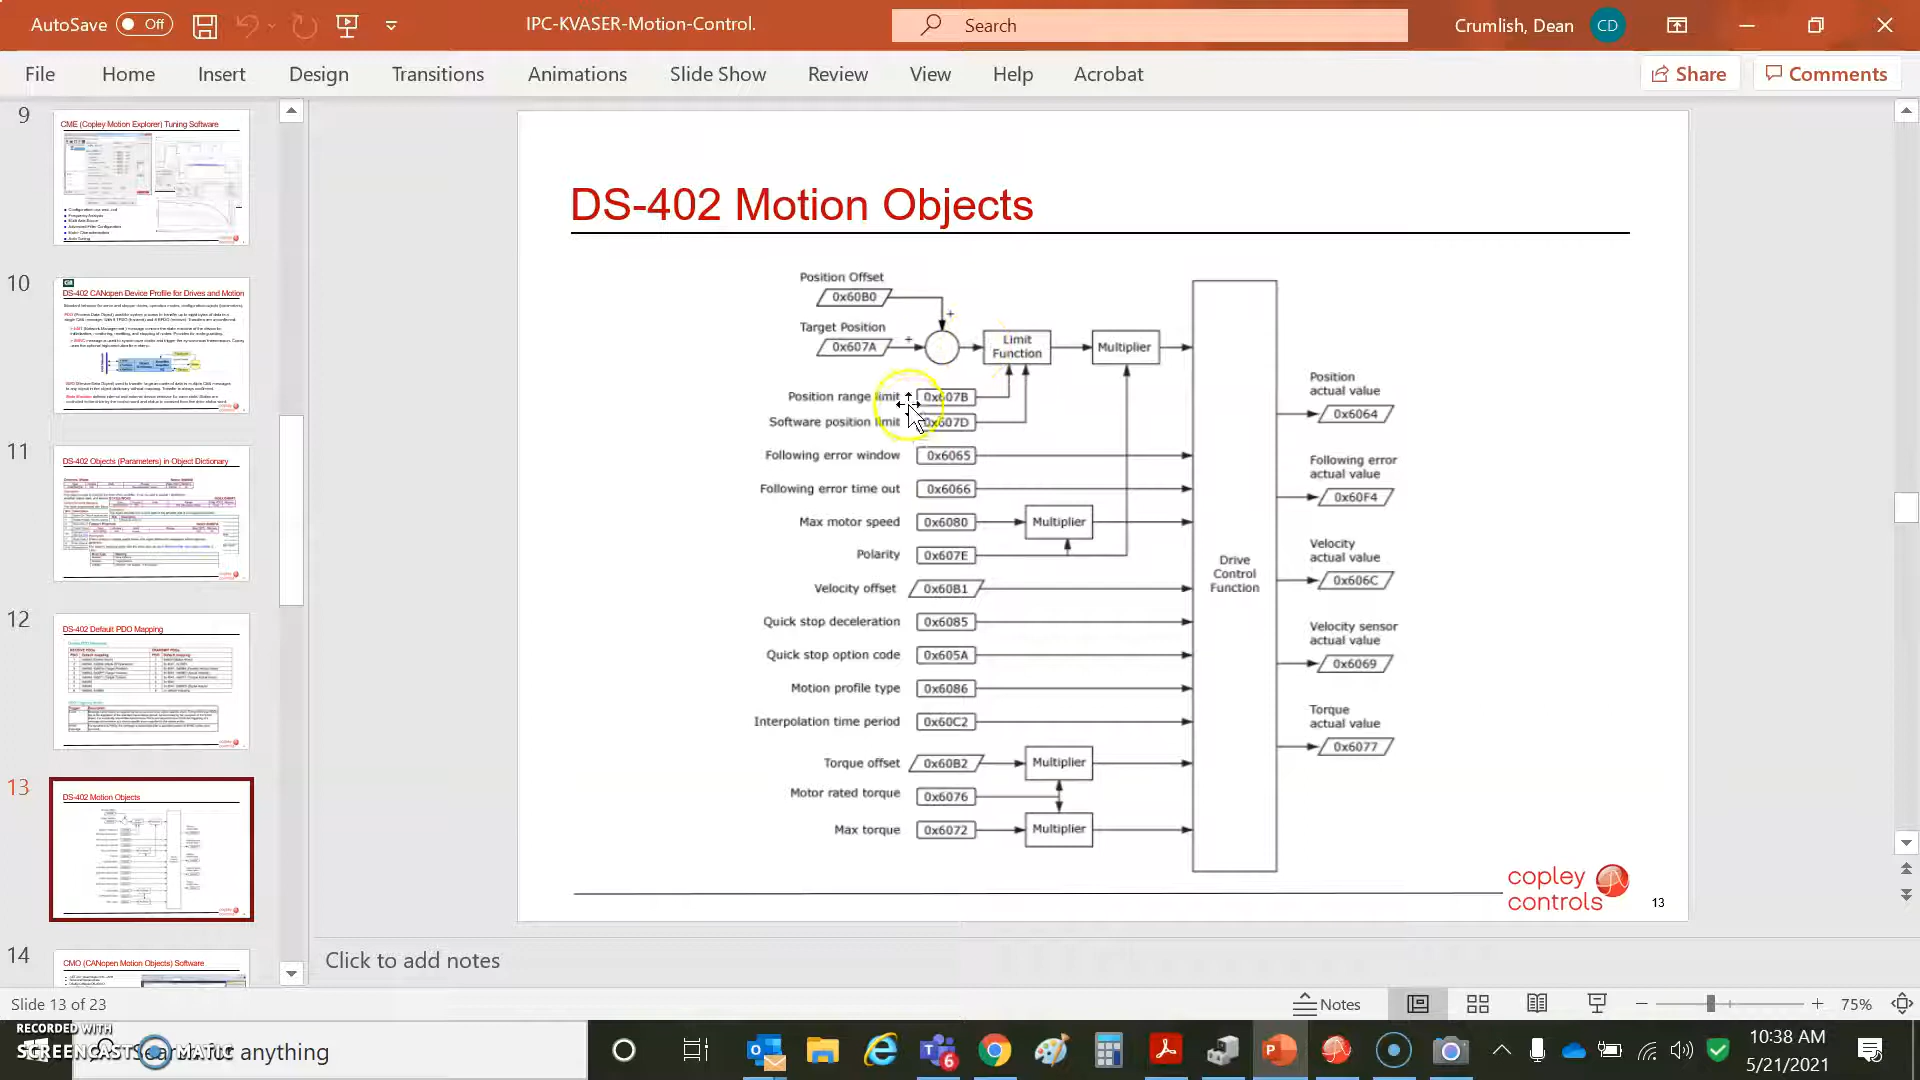 AutoSave Off
IPC-KVASER-Motion-Control.
Search
Crumlish, Dean CD
File Home Insert Design Transitions Animations Slide Show Review View Help Acrobat
Share Comments
9
CME (Copley Motion Explorer) Tuning Software
10
DS-402 CANopen Device Profile for Drives and Motion
11
DS-402 Objects (Parameters) in Object Dictionary
12
DS-402 Default PDO Mapping
13
DS-402 Motion Objects
14
CMO (CANopen Motion Objects) Software
DS-402 Motion Objects
Position Offset
0x60B0
+
Target Position
0x607A
+
Limit
Function
Multiplier
Position range limit 0x607B
Software position limit 0x607D
Following error window 0x6065
Following error time out 0x6066
Max motor speed 0x6080 Multiplier
Polarity 0x607E
Velocity offset 0x60B1
Quick stop deceleration 0x6085
Quick stop option code 0x605A
Motion profile type 0x6086
Interpolation time period 0x60C2
Torque offset 0x60B2 Multiplier
Motor rated torque 0x6076
Max torque 0x6072 Multiplier
Drive
Control
Function
Position
actual value
0x6064
Following error
actual value
0x60F4
Velocity
actual value
0x606C
Velocity sensor
actual value
0x6069
Torque
actual value
0x6077
copley
controls
13
Click to add notes
Slide 13 of 23
Notes
75%
RECORDED WITH
SCREENCAST MATIC
for anything
6
10:38 AM
5/21/2021